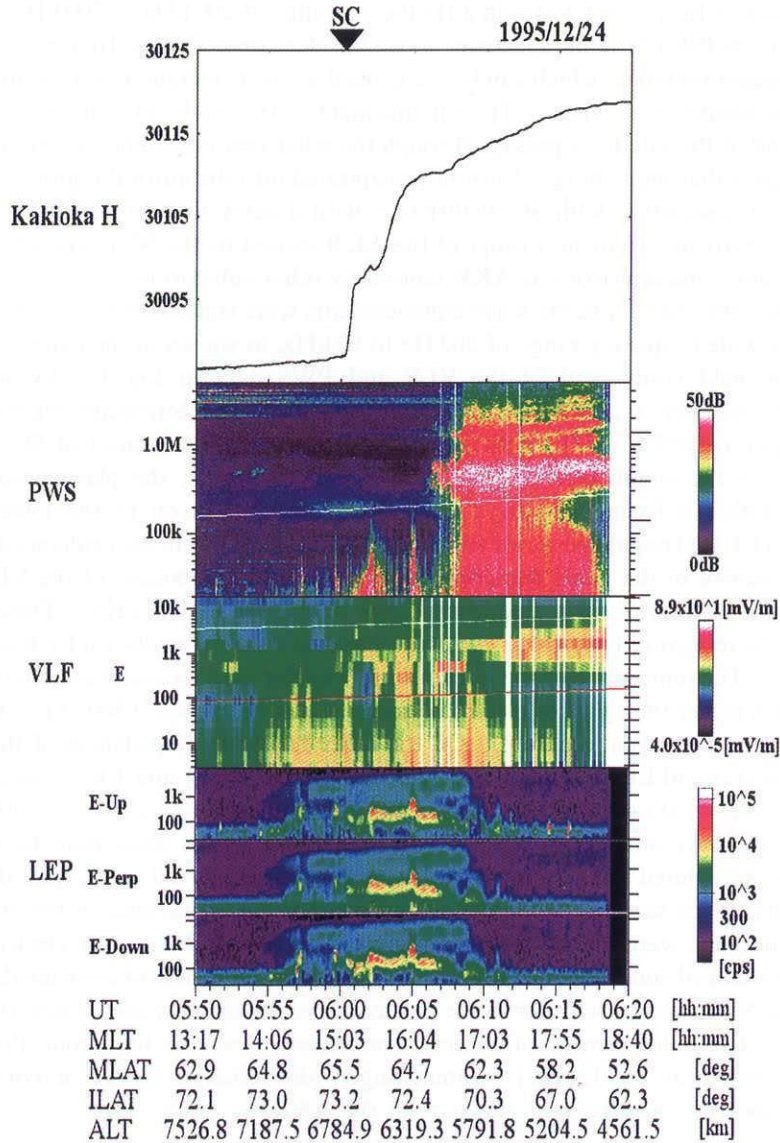 SC
1995/12/24
30125
30115
Kakioka H
30105
30095
50dB
1.0M
PWS
100k
0dB
10k
8.9x10^1[mV/m]
1k
VLF E
100
10
4.0x10^-5[mV/m]
E-Up
1k
100
10^5
10^4
LEP
E-Perp
1k
100
10^3
300
E-Down
1k
100
10^2
[cps]
UT 05:50 05:55 06:00 06:05 06:10 06:15 06:20 [hh:mm]
MLT 13:17 14:06 15:03 16:04 17:03 17:55 18:40 [hh:mm]
MLAT 62.9 64.8 65.5 64.7 62.3 58.2 52.6 [deg]
ILAT 72.1 73.0 73.2 72.4 70.3 67.0 62.3 [deg]
ALT 7526.8 7187.5 6784.9 6319.3 5791.8 5204.5 4561.5 [km]